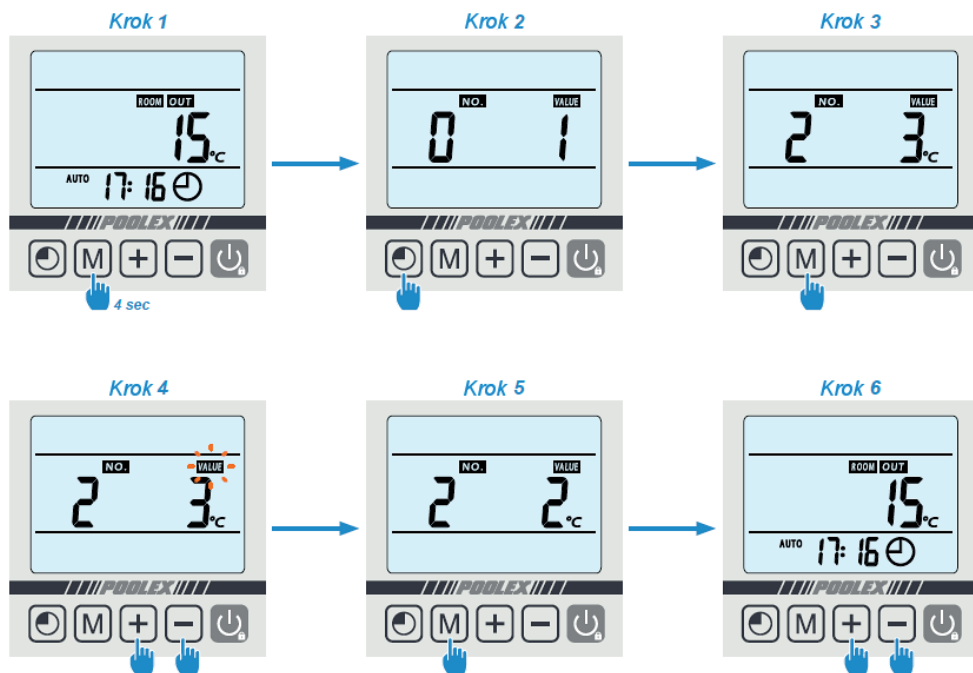 Krok 1
ROOM OUT
15°C
AUTO 17:16
POOLEX
M + -
4 sec
Krok 2
NO. VALUE
0 1
POOLEX
M + -
Krok 3
NO. VALUE
2 3°C
POOLEX
M + -
Krok 4
NO. VALUE
2 3°C
POOLEX
M + -
Krok 5
NO. VALUE
2 2°C
POOLEX
M + -
Krok 6
ROOM OUT
15°C
AUTO 17:16
POOLEX
M + -